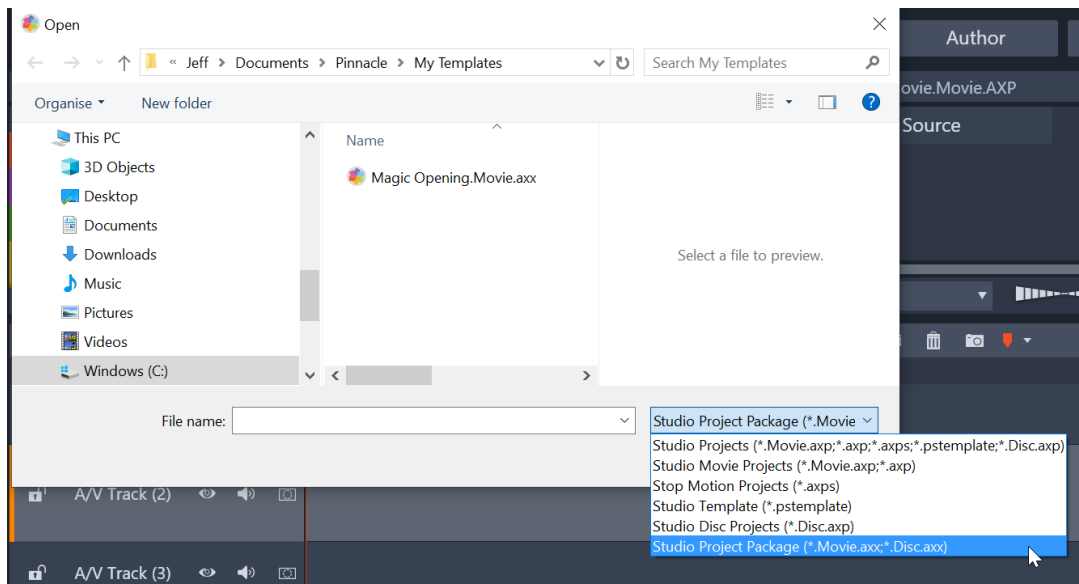 Open
Author
« Jeff > Documents > Pinnacle > My Templates
Search My Templates
ovie.Movie.AXP
Organise
New folder
?
Source
This PC
Name
3D Objects
Magic Opening.Movie.axx
Desktop
Documents
Downloads
Select a file to preview.
Music
Pictures
Videos
Windows (C:)
File name:
Studio Project Package (*.Movie
Studio Projects (*.Movie.axp;*.axp;*.axps;*.pstemplate;*.Disc.axp)
Studio Movie Projects (*.Movie.axp;*.axp)
Stop Motion Projects (*.axps)
Studio Template (*.pstemplate)
Studio Disc Projects (*.Disc.axp)
Studio Project Package (*.Movie.axx;*.Disc.axx)
A/V Track (2)
A/V Track (3)